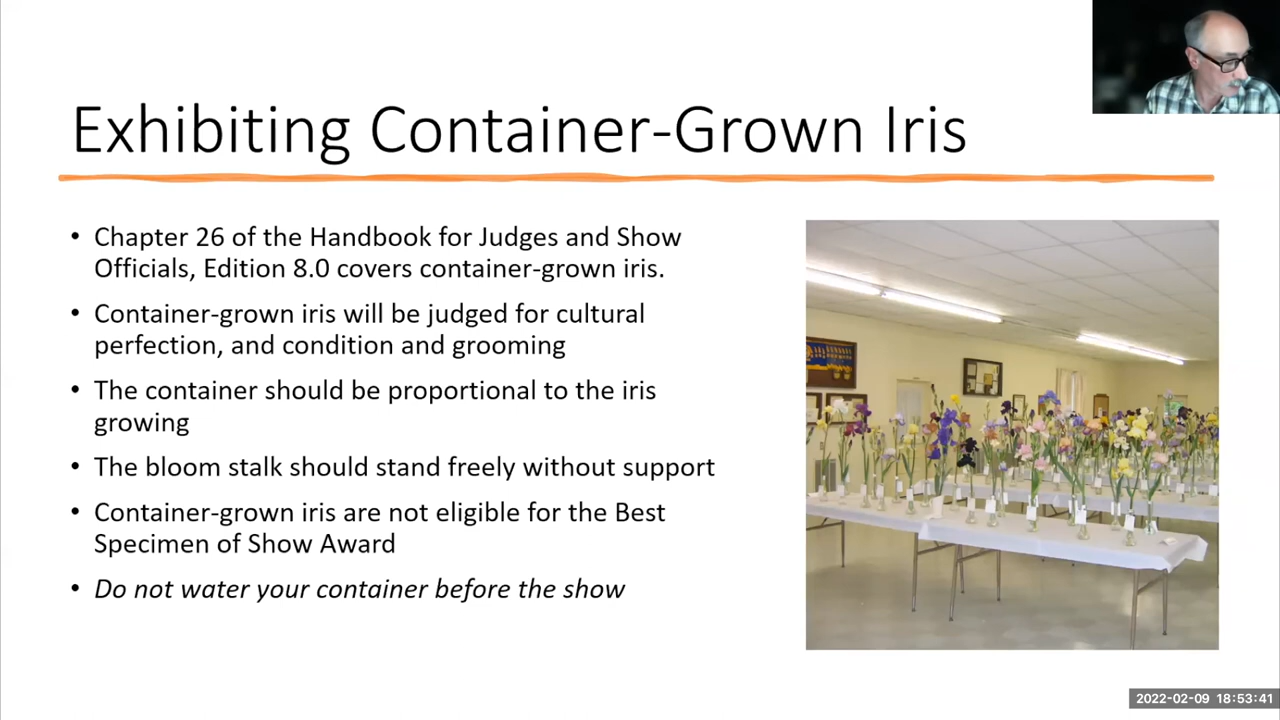 Exhibiting Container-Grown Iris
• Chapter 26 of the Handbook for Judges and Show
Officials, Edition 8.0 covers container-grown iris.
• Container-grown iris will be judged for cultural
perfection, and condition and grooming
• The container should be proportional to the iris
growing
• The bloom stalk should stand freely without support
• Container-grown iris are not eligible for the Best
Specimen of Show Award
• Do not water your container before the show
2022-02-09 18:53:41